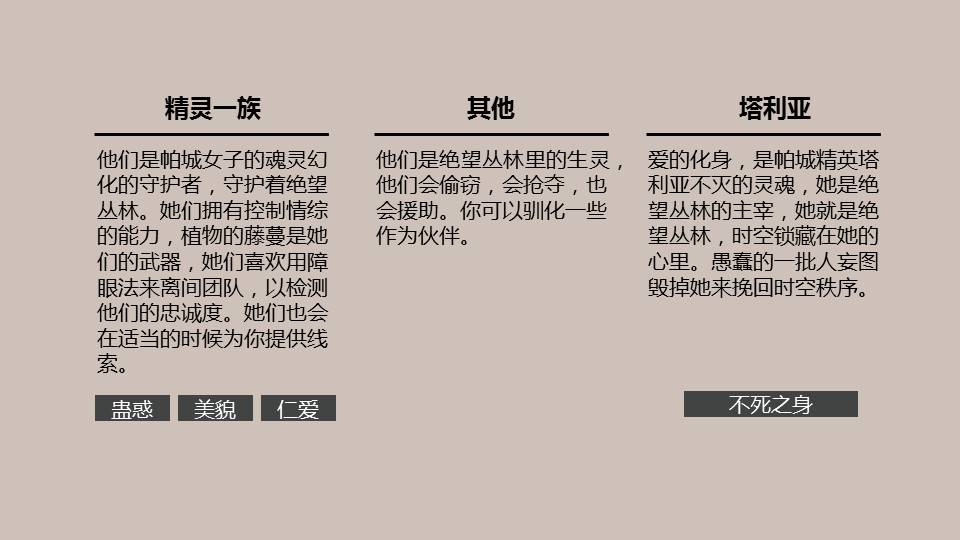 精灵一族
他们是帕城女子的魂灵幻
化的守护者，守护着绝望
丛林。她们拥有控制情综
的能力，植物的藤蔓是她
们的武器，她们喜欢用障
眼法来离间团队，以检测
他们的忠诚度。她们也会
在适当的时候为你提供线
索。
蛊惑 美貌 仁爱
其他
他们是绝望丛林里的生灵，
他们会偷窃，会抢夺，也
会援助。你可以驯化一些
作为伙伴。
塔利亚
爱的化身，是帕城精英塔
利亚不灭的灵魂，她是绝
望丛林的主宰，她就是绝
望丛林，时空锁藏在她的
心里。愚蠢的一批人妄图
毁掉她来挽回时空秩序。
不死之身